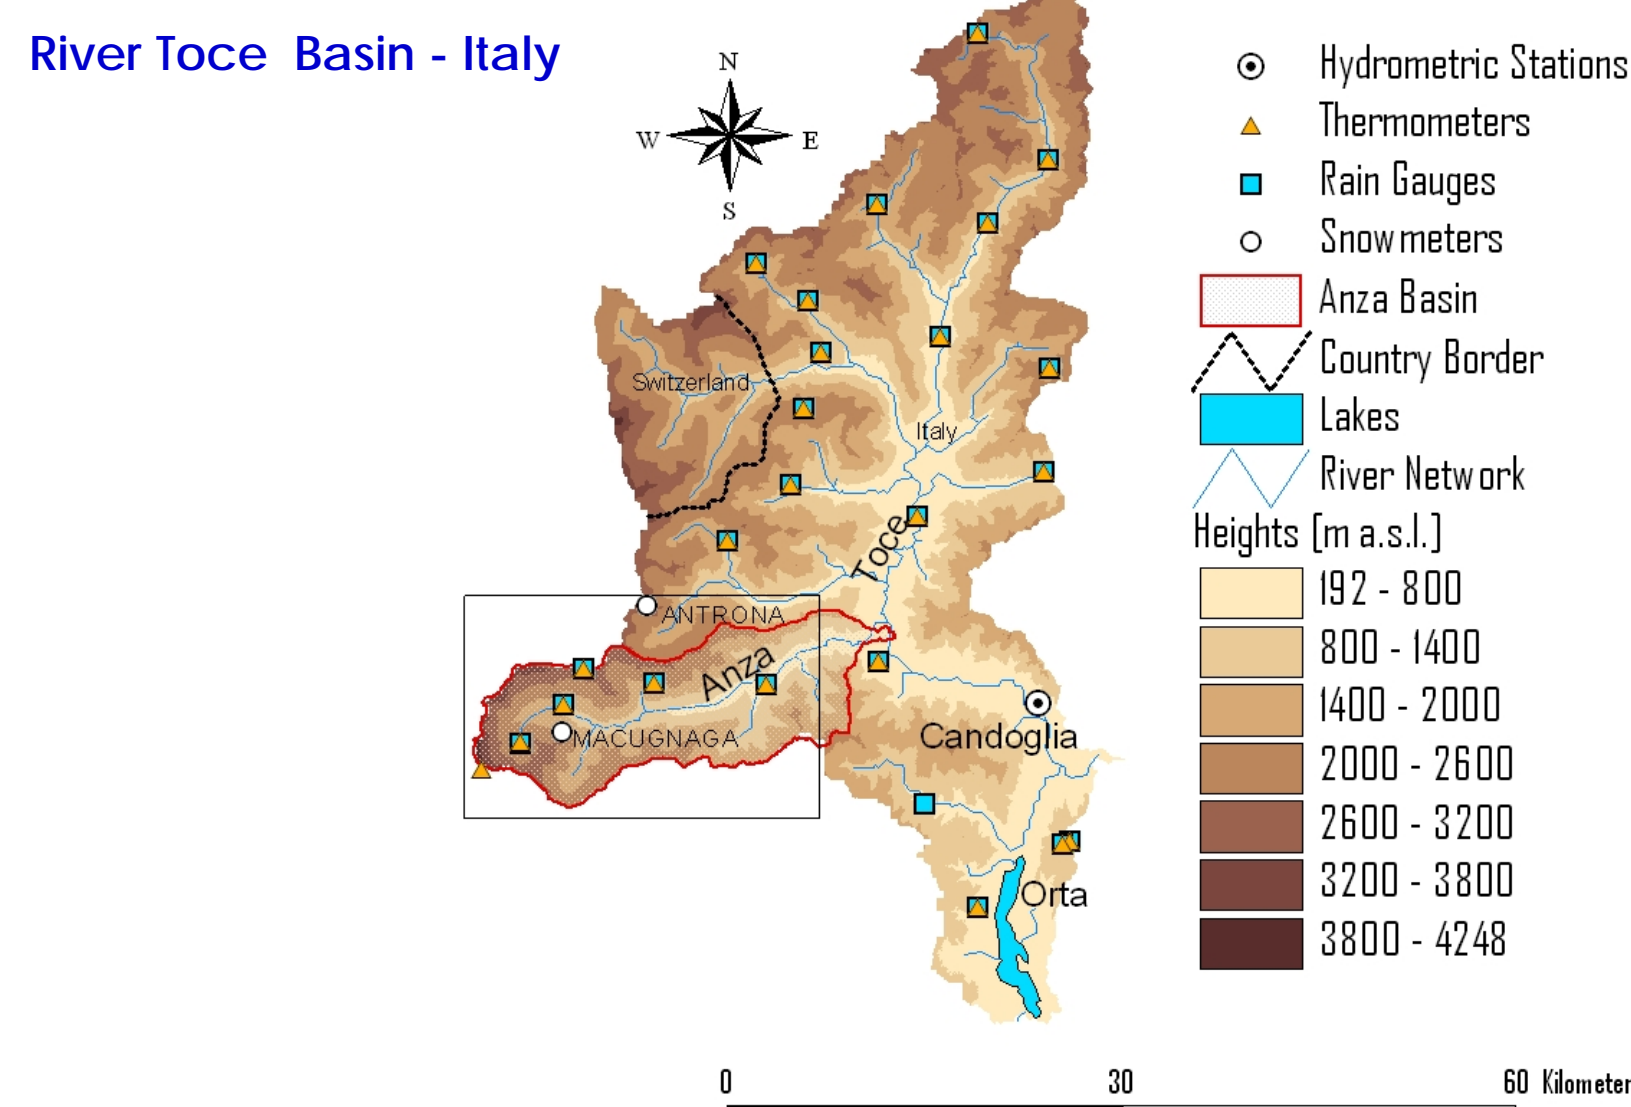 River Toce Basin - Italy
N
W
E
S
Hydrometric Stations
Thermometers
Rain Gauges
Snowmeters
Anza Basin
Country Border
Lakes
River Network
Heights [m a.s.l.]
192 - 800
800 - 1400
1400 - 2000
2000 - 2600
2600 - 3200
3200 - 3800
3800 - 4248
Switzerland
Italy
Toce
ANTRONA
Anza
MACUGNAGA
Candoglia
Orta
0
30
60 Kilometer